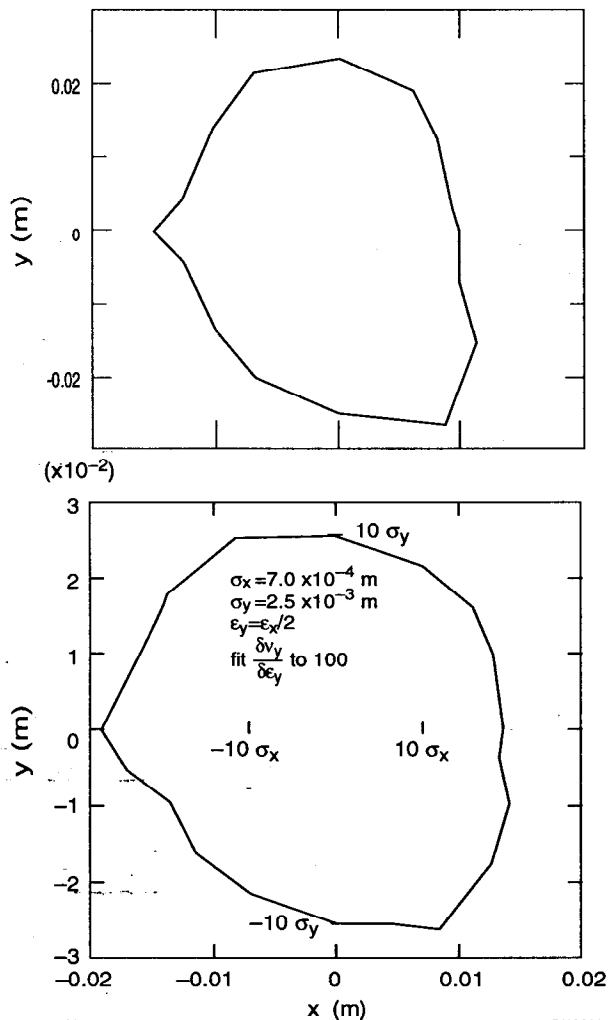 0.02
0
-0.02
y (m)
(x10⁻²)
3
2
1
0
−1
−2
−3
y (m)
10 σy
σx=7.0 x10⁻⁴ m
σy=2.5 x10⁻³ m
εy=εx/2
fit δνy/δεy to 100
−10 σx
10 σx
−10 σy
−0.02
−0.01
0
0.01
0.02
x (m)